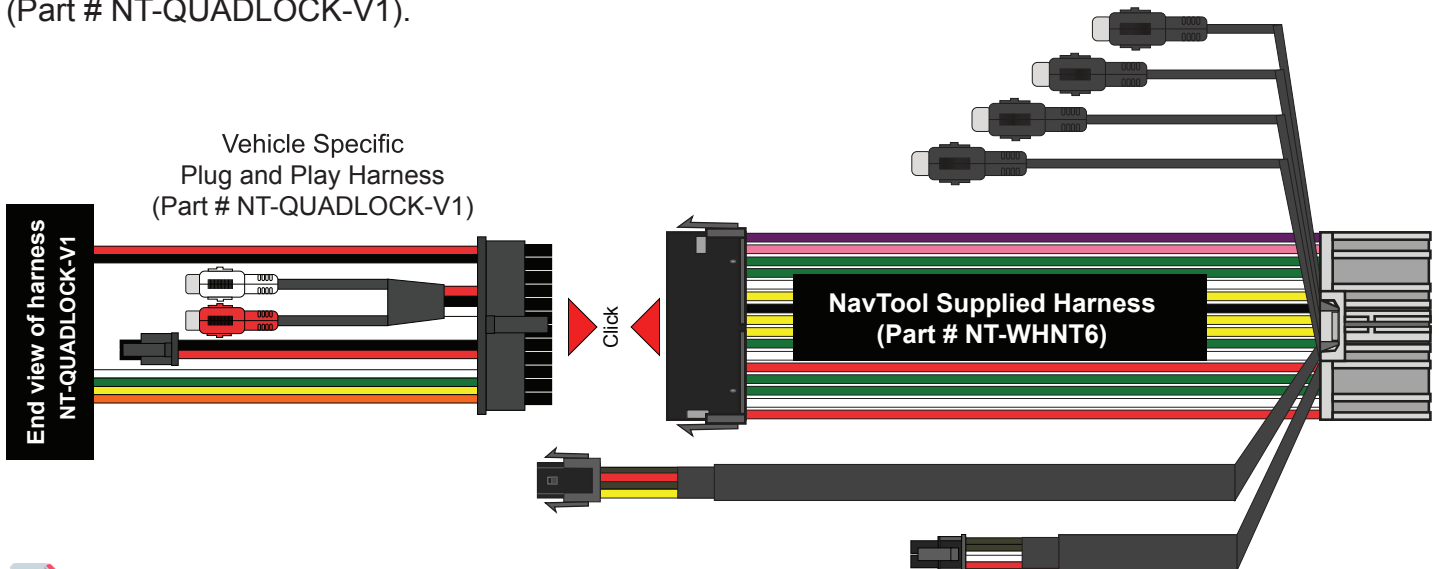 (Part # NT-QUADLOCK-V1).
Vehicle Specific
Plug and Play Harness
(Part # NT-QUADLOCK-V1)
End view of harness
NT-QUADLOCK-V1
Click
NavTool Supplied Harness
(Part # NT-WHNT6)